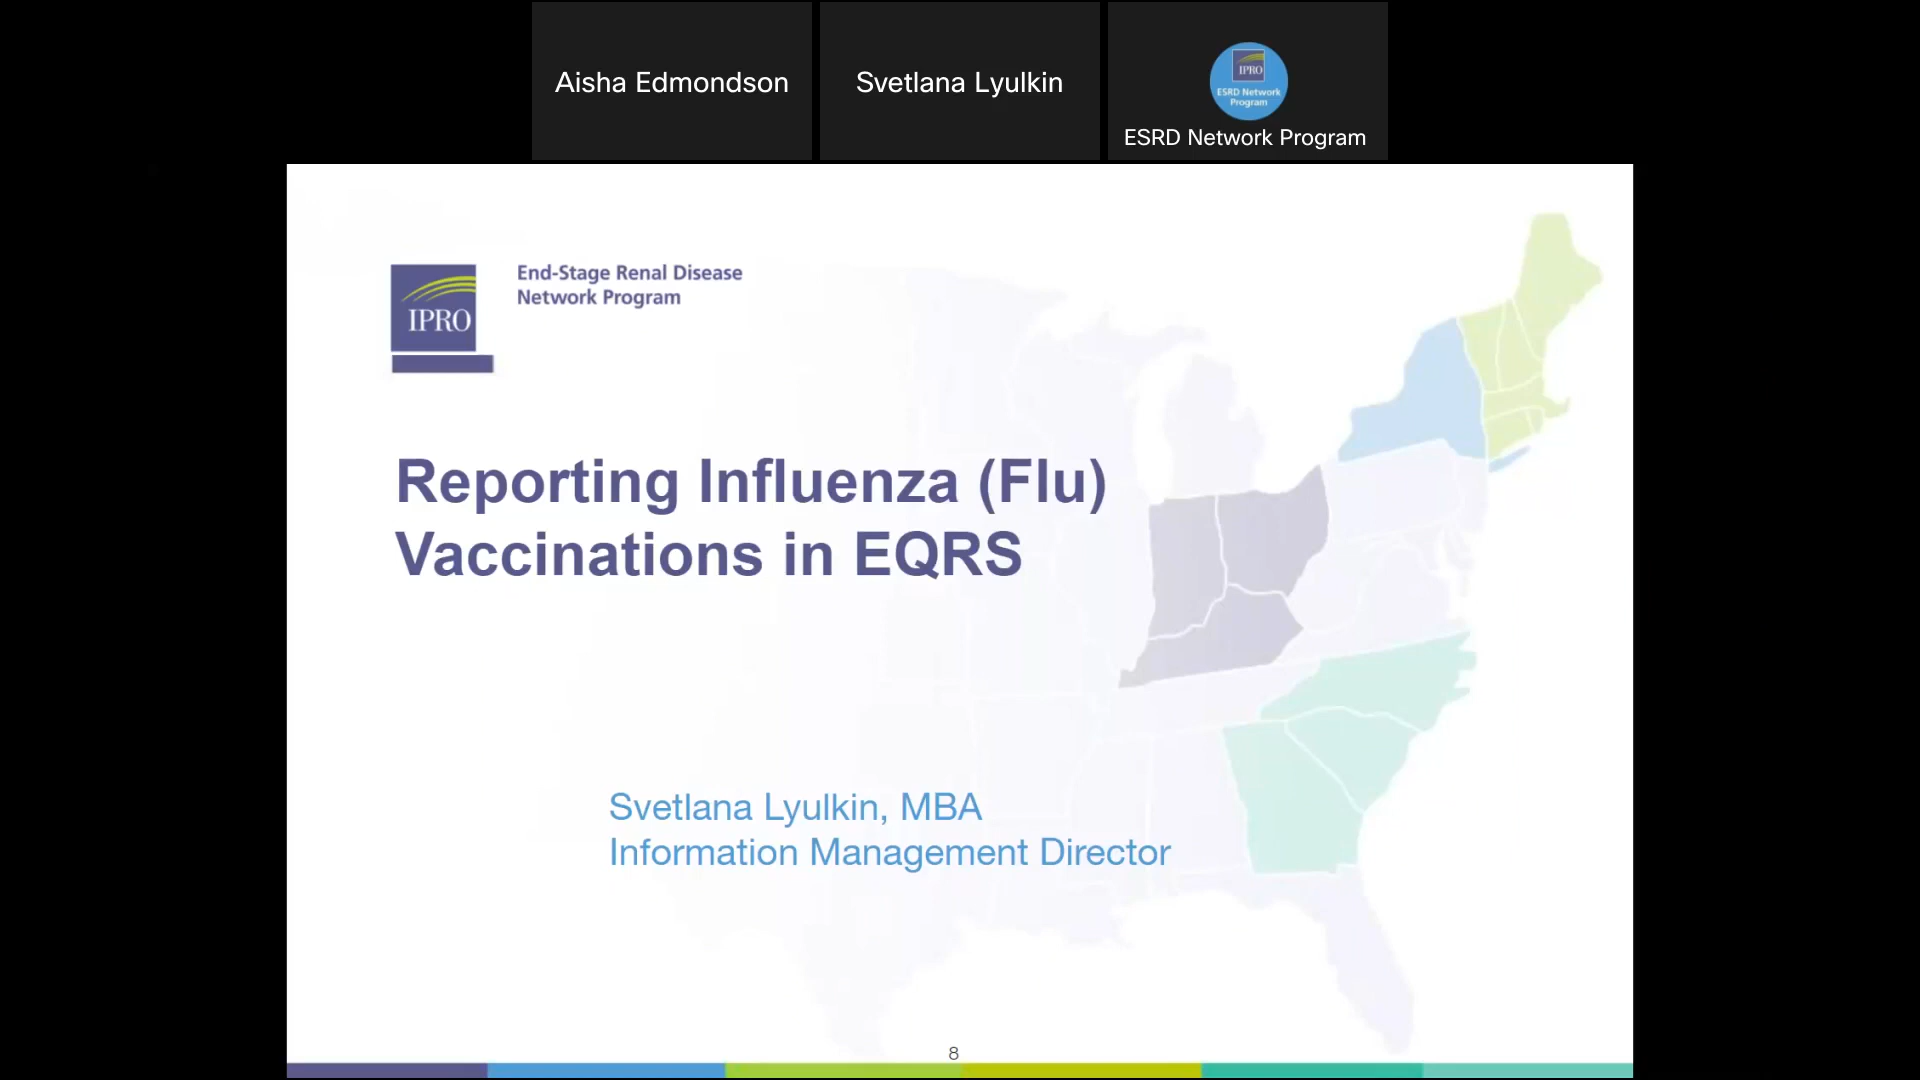 Aisha Edmondson
Svetlana Lyulkin
IPRO
ESRD Network
Program
ESRD Network Program
End-Stage Renal Disease
Network Program
IPRO
Reporting Influenza (Flu)
Vaccinations in EQRS
Svetlana Lyulkin, MBA
Information Management Director
8